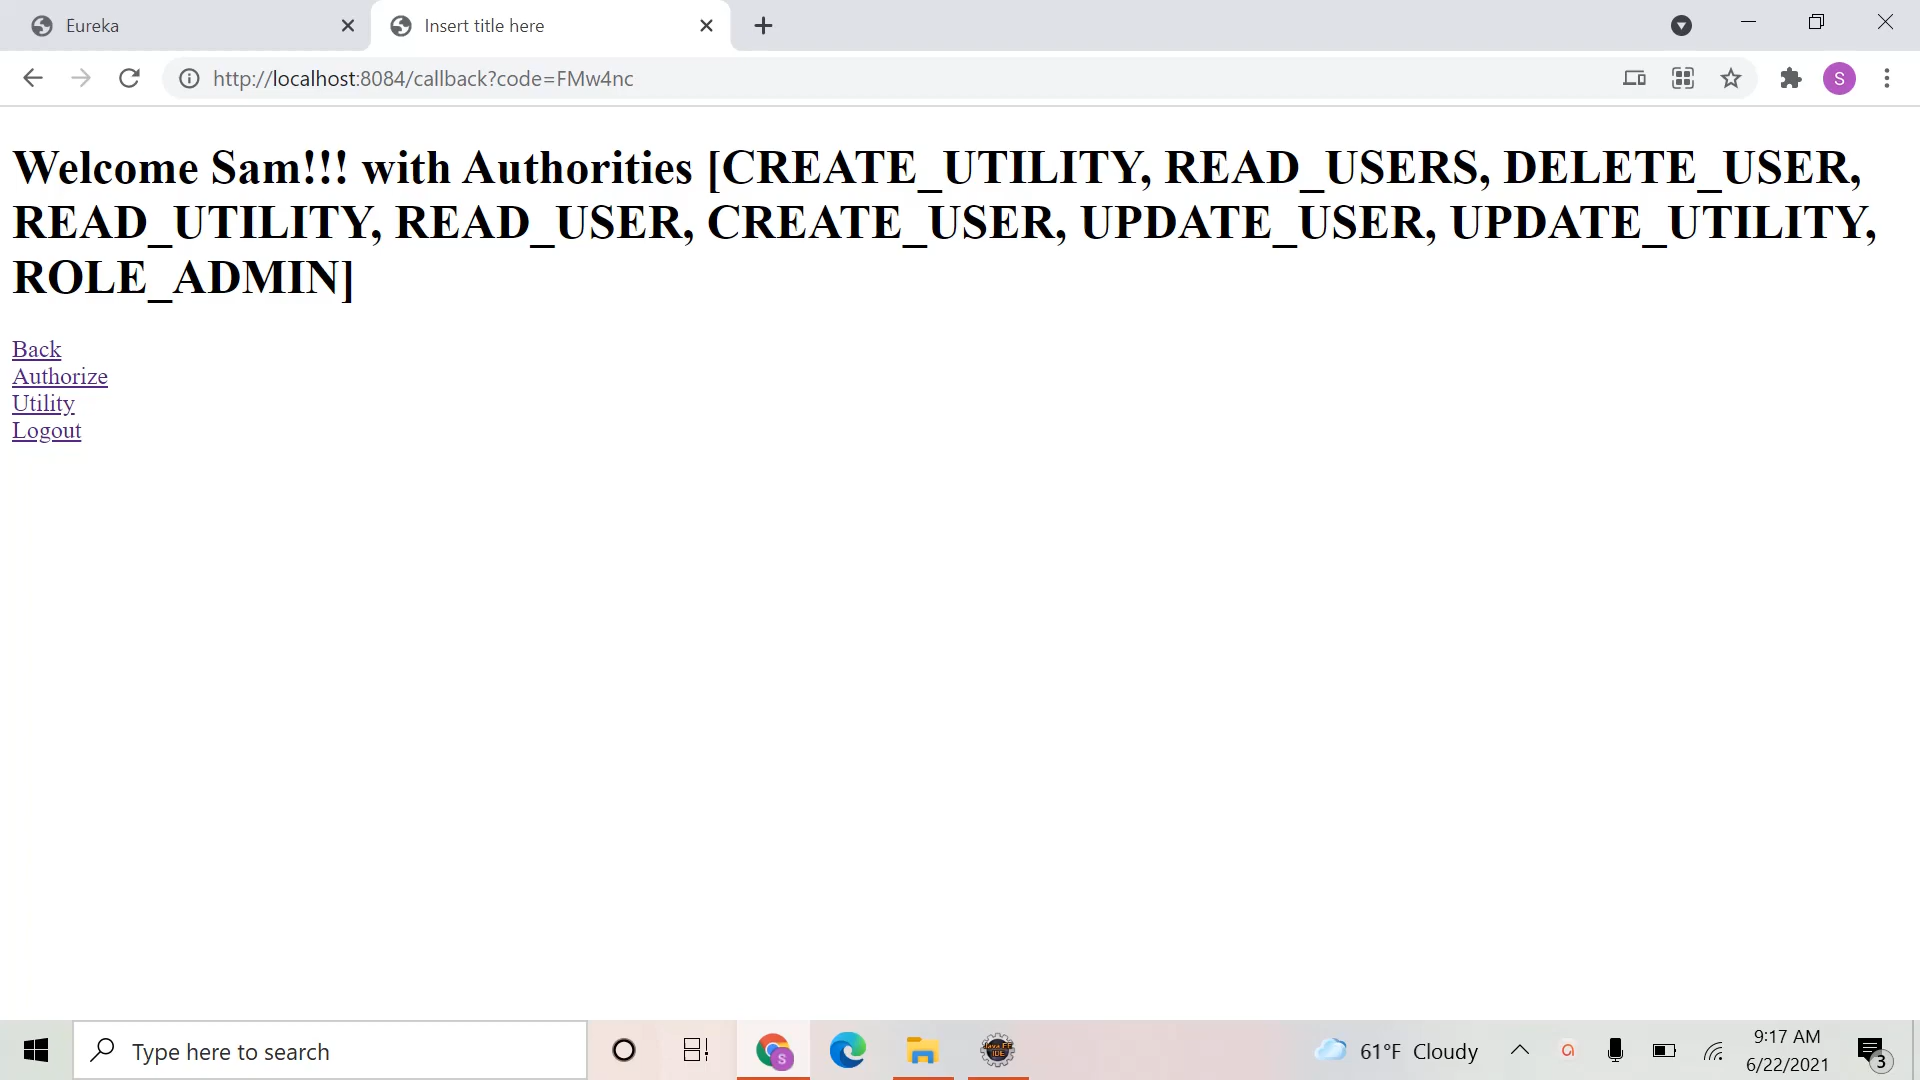 Eureka
Insert title here
http://localhost:8084/callback?code=FMw4nc
S
Welcome Sam!!! with Authorities [CREATE_UTILITY, READ_USERS, DELETE_USER,
READ_UTILITY, READ_USER, CREATE_USER, UPDATE_USER, UPDATE_UTILITY,
ROLE_ADMIN]
Back
Authorize
Utility
Logout
Type here to search
S
61°F Cloudy
9:17 AM
6/22/2021
3